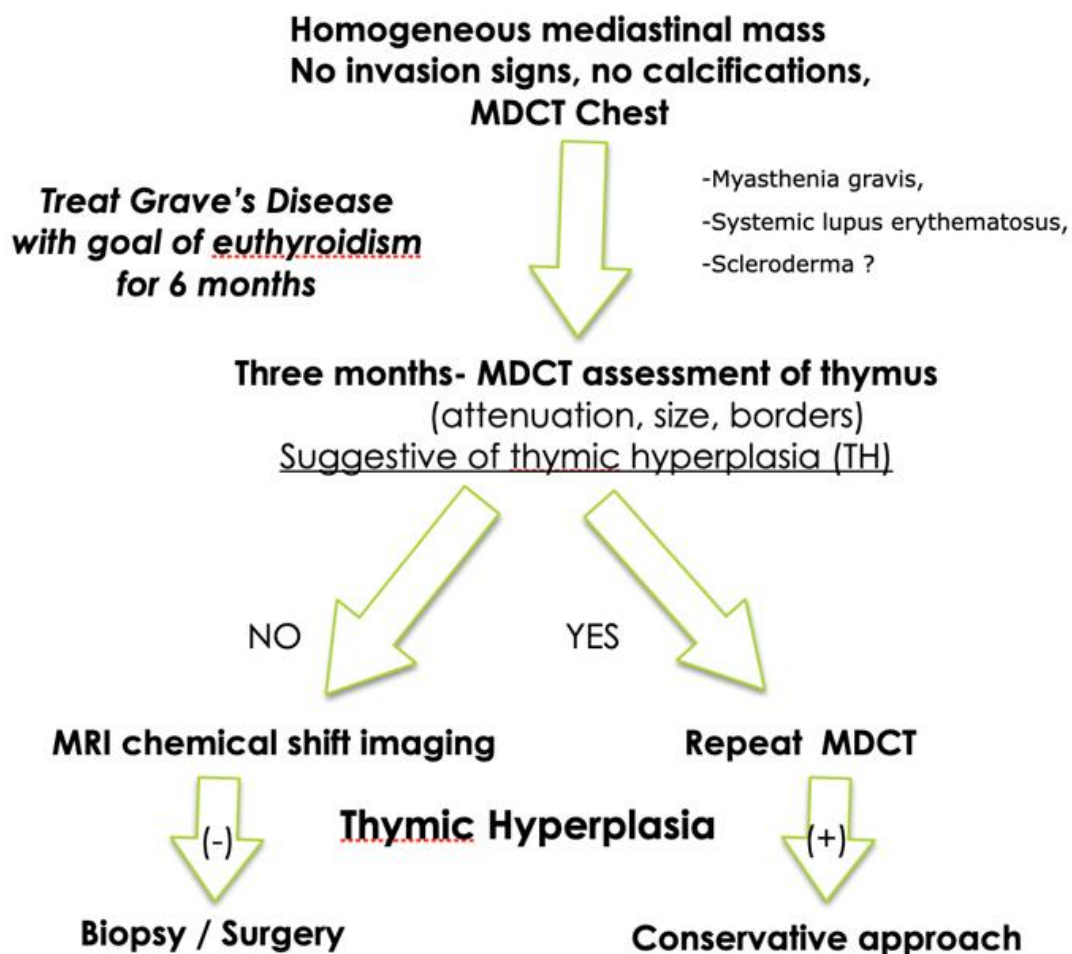 Homogeneous mediastinal mass
No invasion signs, no calcifications,
MDCT Chest
Treat Grave's Disease
with goal of euthyroidism
for 6 months
-Myasthenia gravis,
-Systemic lupus erythematosus,
-Scleroderma ?
Three months- MDCT assessment of thymus
(attenuation, size, borders)
Suggestive of thymic hyperplasia (TH)
NO
YES
MRI chemical shift imaging
Repeat MDCT
(-)
Thymic Hyperplasia
(+)
Biopsy / Surgery
Conservative approach